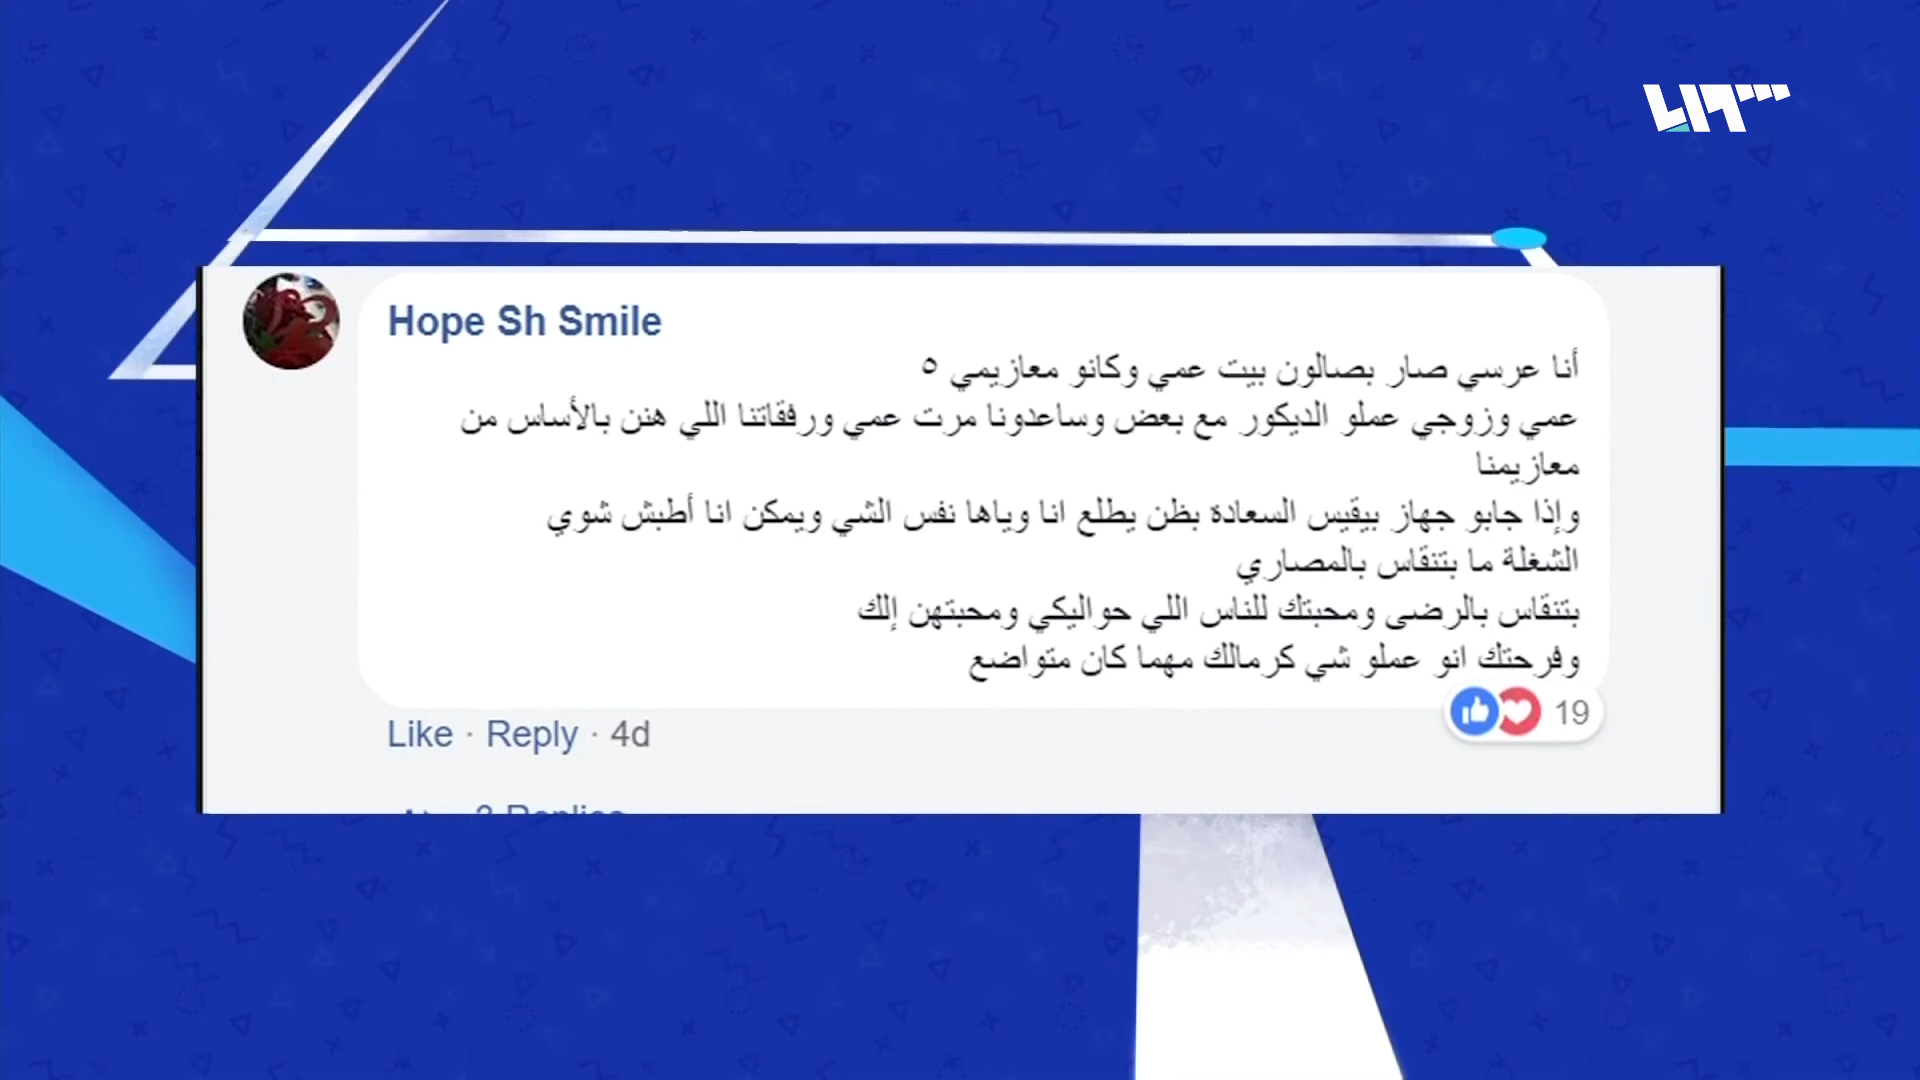 Hope Sh Smile
أنا عرسي صار بصالون بيت عمي وكانو معازيمي ٥
عمي وزوجي عملو الديكور مع بعض وساعدونا مرت عمي ورفقاتنا اللي هنن بالأساس من
معازيمنا
وإذا جابو جهاز بيقيس السعادة بظن يطلع انا وياها نفس الشي ويمكن انا أطبش شوي
الشغلة ما بتنقاس بالمصاري
بتنقاس بالرضى ومحبتك للناس اللي حواليكي ومحبتهن إلك
وفرحتك انو عملو شي كرمالك مهما كان متواضع
19
Like · Reply · 4d
Replies